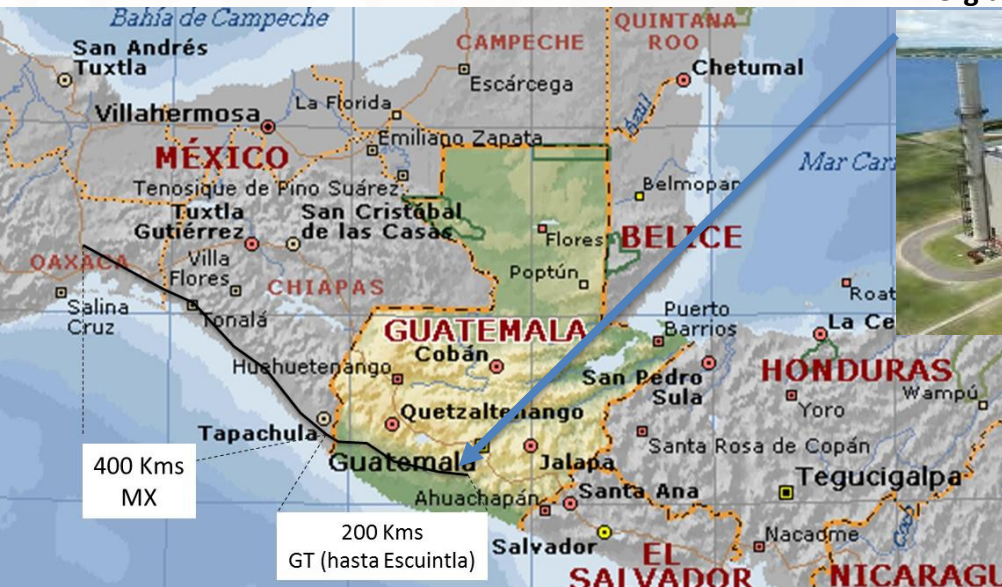 Bahía de Campeche
QUINTANA
ROO
San Andrés
Tuxtla
CAMPECHE
Escárcega
Chetumal
Villahermosa
La Florida
Azul
Emiliano Zapata
MÉXICO
Mar Cari
Tenosique de Pino Suárez
Belmopan
Tuxtla
Gutiérrez
San Cristóbal
de las Casas
Flores
BELICE
OAXACA
Villa
Flores
Poptún
CHIAPAS
Roat
Salina
Cruz
Tonalá
Puerto
Barrios
La Ce
GUATEMALA
Cobán
Huehuetenango
San Pedro
Sula
HONDURAS
Wampú
Quetzaltenango
Yoro
Tapachula
Santa Rosa de Copán
400 Kms
MX
Guatemala
Jalapa
Tegucigalpa
Ahuachapán
Santa Ana
200 Kms
GT (hasta Escuintla)
Salvador
Nacaome
Coco
EL
SALVADOR
NICARAGU